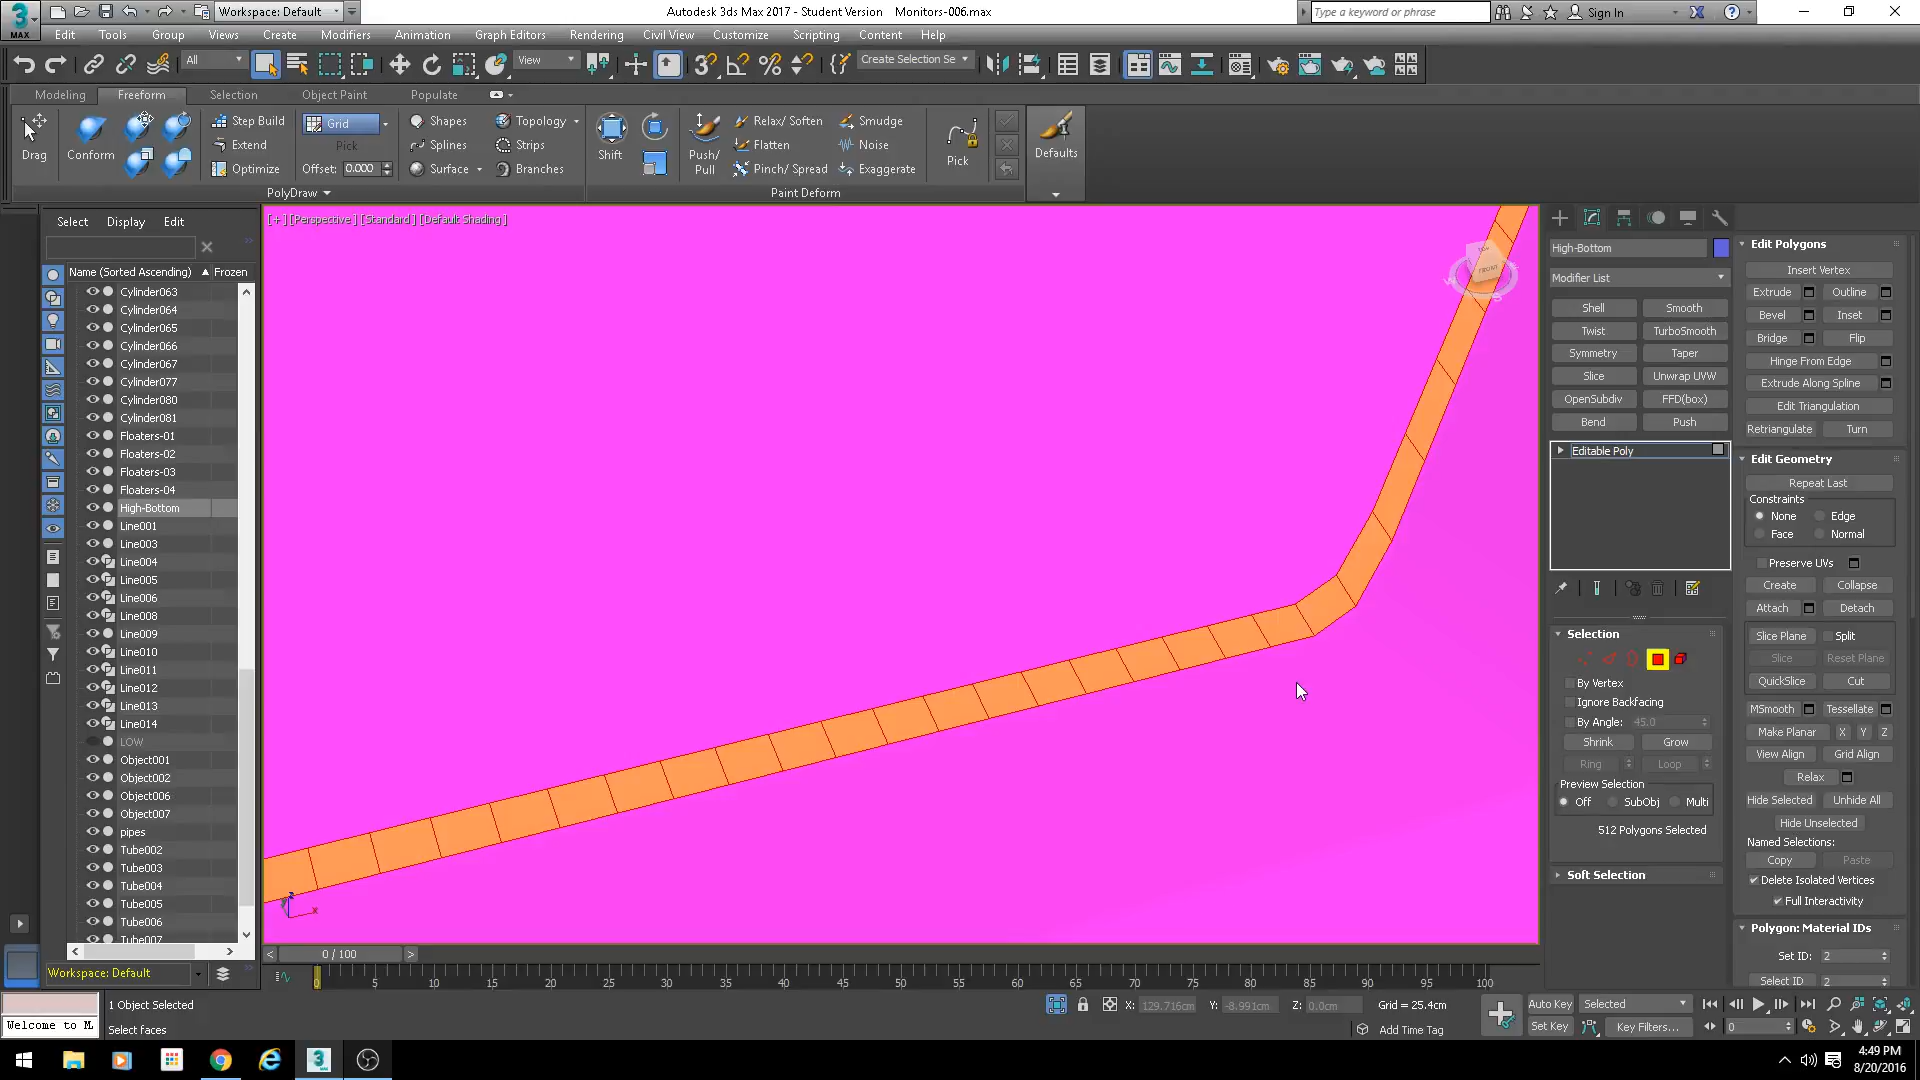 Workspace: Default
Autodesk 3ds Max 2017 - Student Version Monitors-006.max
Type a keyword or phrase
Sign In
MAX
Edit Tools Group Views Create Modifiers Animation Graph Editors Rendering Civil View Customize Scripting Content Help
All
View
Create Selection Se
Modeling Freeform Selection Object Paint Populate
Drag
Conform
Step Build
Extend
Optimize
Grid
Pick
Offset: 0.000
Shapes
Splines
Surface
Topology
Strips
Branches
PolyDraw
Shift
Push/
Pull
Relax/ Soften
Flatten
Pinch/ Spread
Smudge
Noise
Exaggerate
Paint Deform
Pick
Defaults
Select Display Edit
Name (Sorted Ascending) Frozen
Cylinder063
Cylinder064
Cylinder065
Cylinder066
Cylinder067
Cylinder077
Cylinder080
Cylinder081
Floaters-01
Floaters-02
Floaters-03
Floaters-04
High-Bottom
Line001
Line003
Line004
Line005
Line006
Line008
Line009
Line010
Line011
Line012
Line013
Line014
LOW
Object001
Object002
Object006
Object007
pipes
Tube002
Tube003
Tube004
Tube005
Tube006
Tube007
Workspace: Default
[ + ] [Perspective ] [Standard ] [Default Shading ]
FRONT
x
High-Bottom
Modifier List
Shell Smooth
Twist TurboSmooth
Symmetry Taper
Slice Unwrap UVW
OpenSubdiv FFD(box)
Bend Push
Editable Poly
Selection
By Vertex
Ignore Backfacing
By Angle: 45.0
Shrink Grow
Ring Loop
Preview Selection
Off SubObj Multi
512 Polygons Selected
Soft Selection
Edit Polygons
Insert Vertex
Extrude Outline
Bevel Inset
Bridge Flip
Hinge From Edge
Extrude Along Spline
Edit Triangulation
Retriangulate Turn
Edit Geometry
Repeat Last
Constraints
None Edge
Face Normal
Preserve UVs
Create Collapse
Attach Detach
Slice Plane Split
Slice Reset Plane
QuickSlice Cut
MSmooth Tessellate
Make Planar X Y Z
View Align Grid Align
Relax
Hide Selected Unhide All
Hide Unselected
Named Selections:
Copy Paste
Delete Isolated Vertices
Full Interactivity
Polygon: Material IDs
Set ID: 2
Select ID 2
< 0 / 100 >
0 5 10 15 20 25 30 35 40 45 50 55 60 65 70 75 80 85 90 95 100
Welcome to M
1 Object Selected
Select faces
X: 129.716cm Y: -8.991cm Z: 0.0cm Grid = 25.4cm
Add Time Tag
Auto Key Selected
Set Key Key Filters...
0
4:49 PM
8/20/2016